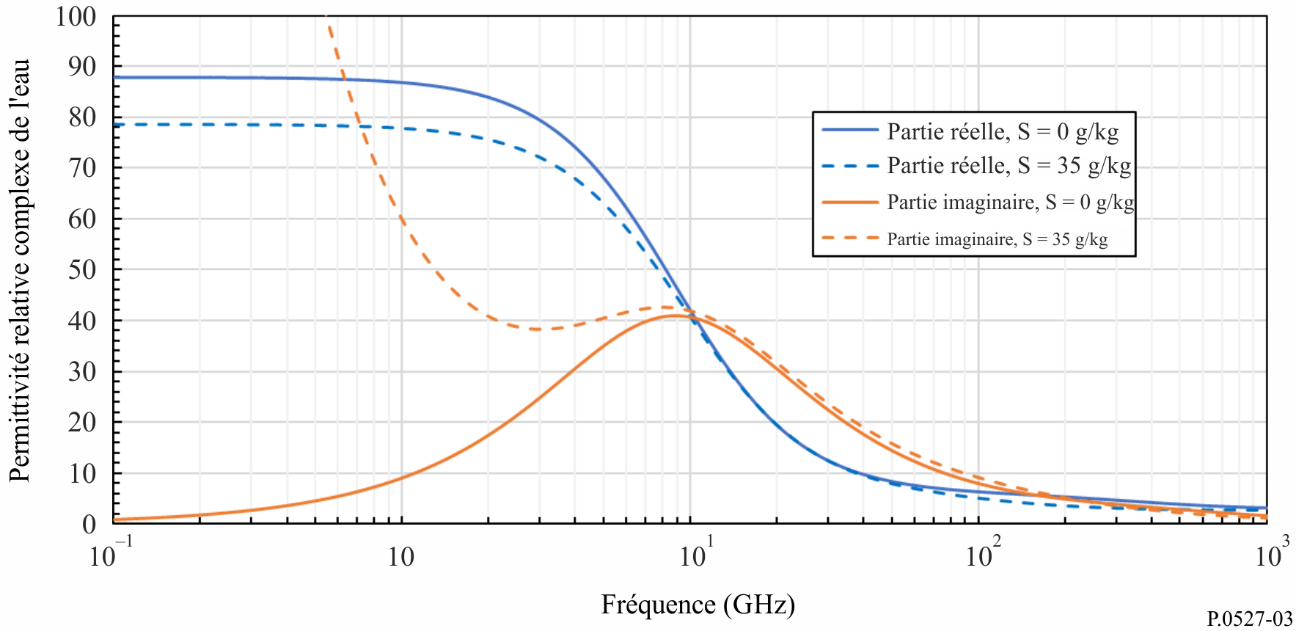 Permittivité relative complexe de l'eau
100
90
80
70
60
50
40
30
20
10
0
Partie réelle, S = 0 g/kg
Partie réelle, S = 35 g/kg
Partie imaginaire, S = 0 g/kg
Partie imaginaire, S = 35 g/kg
10⁻¹ 10 10¹ 10² 10³
Fréquence (GHz)
P.0527-03